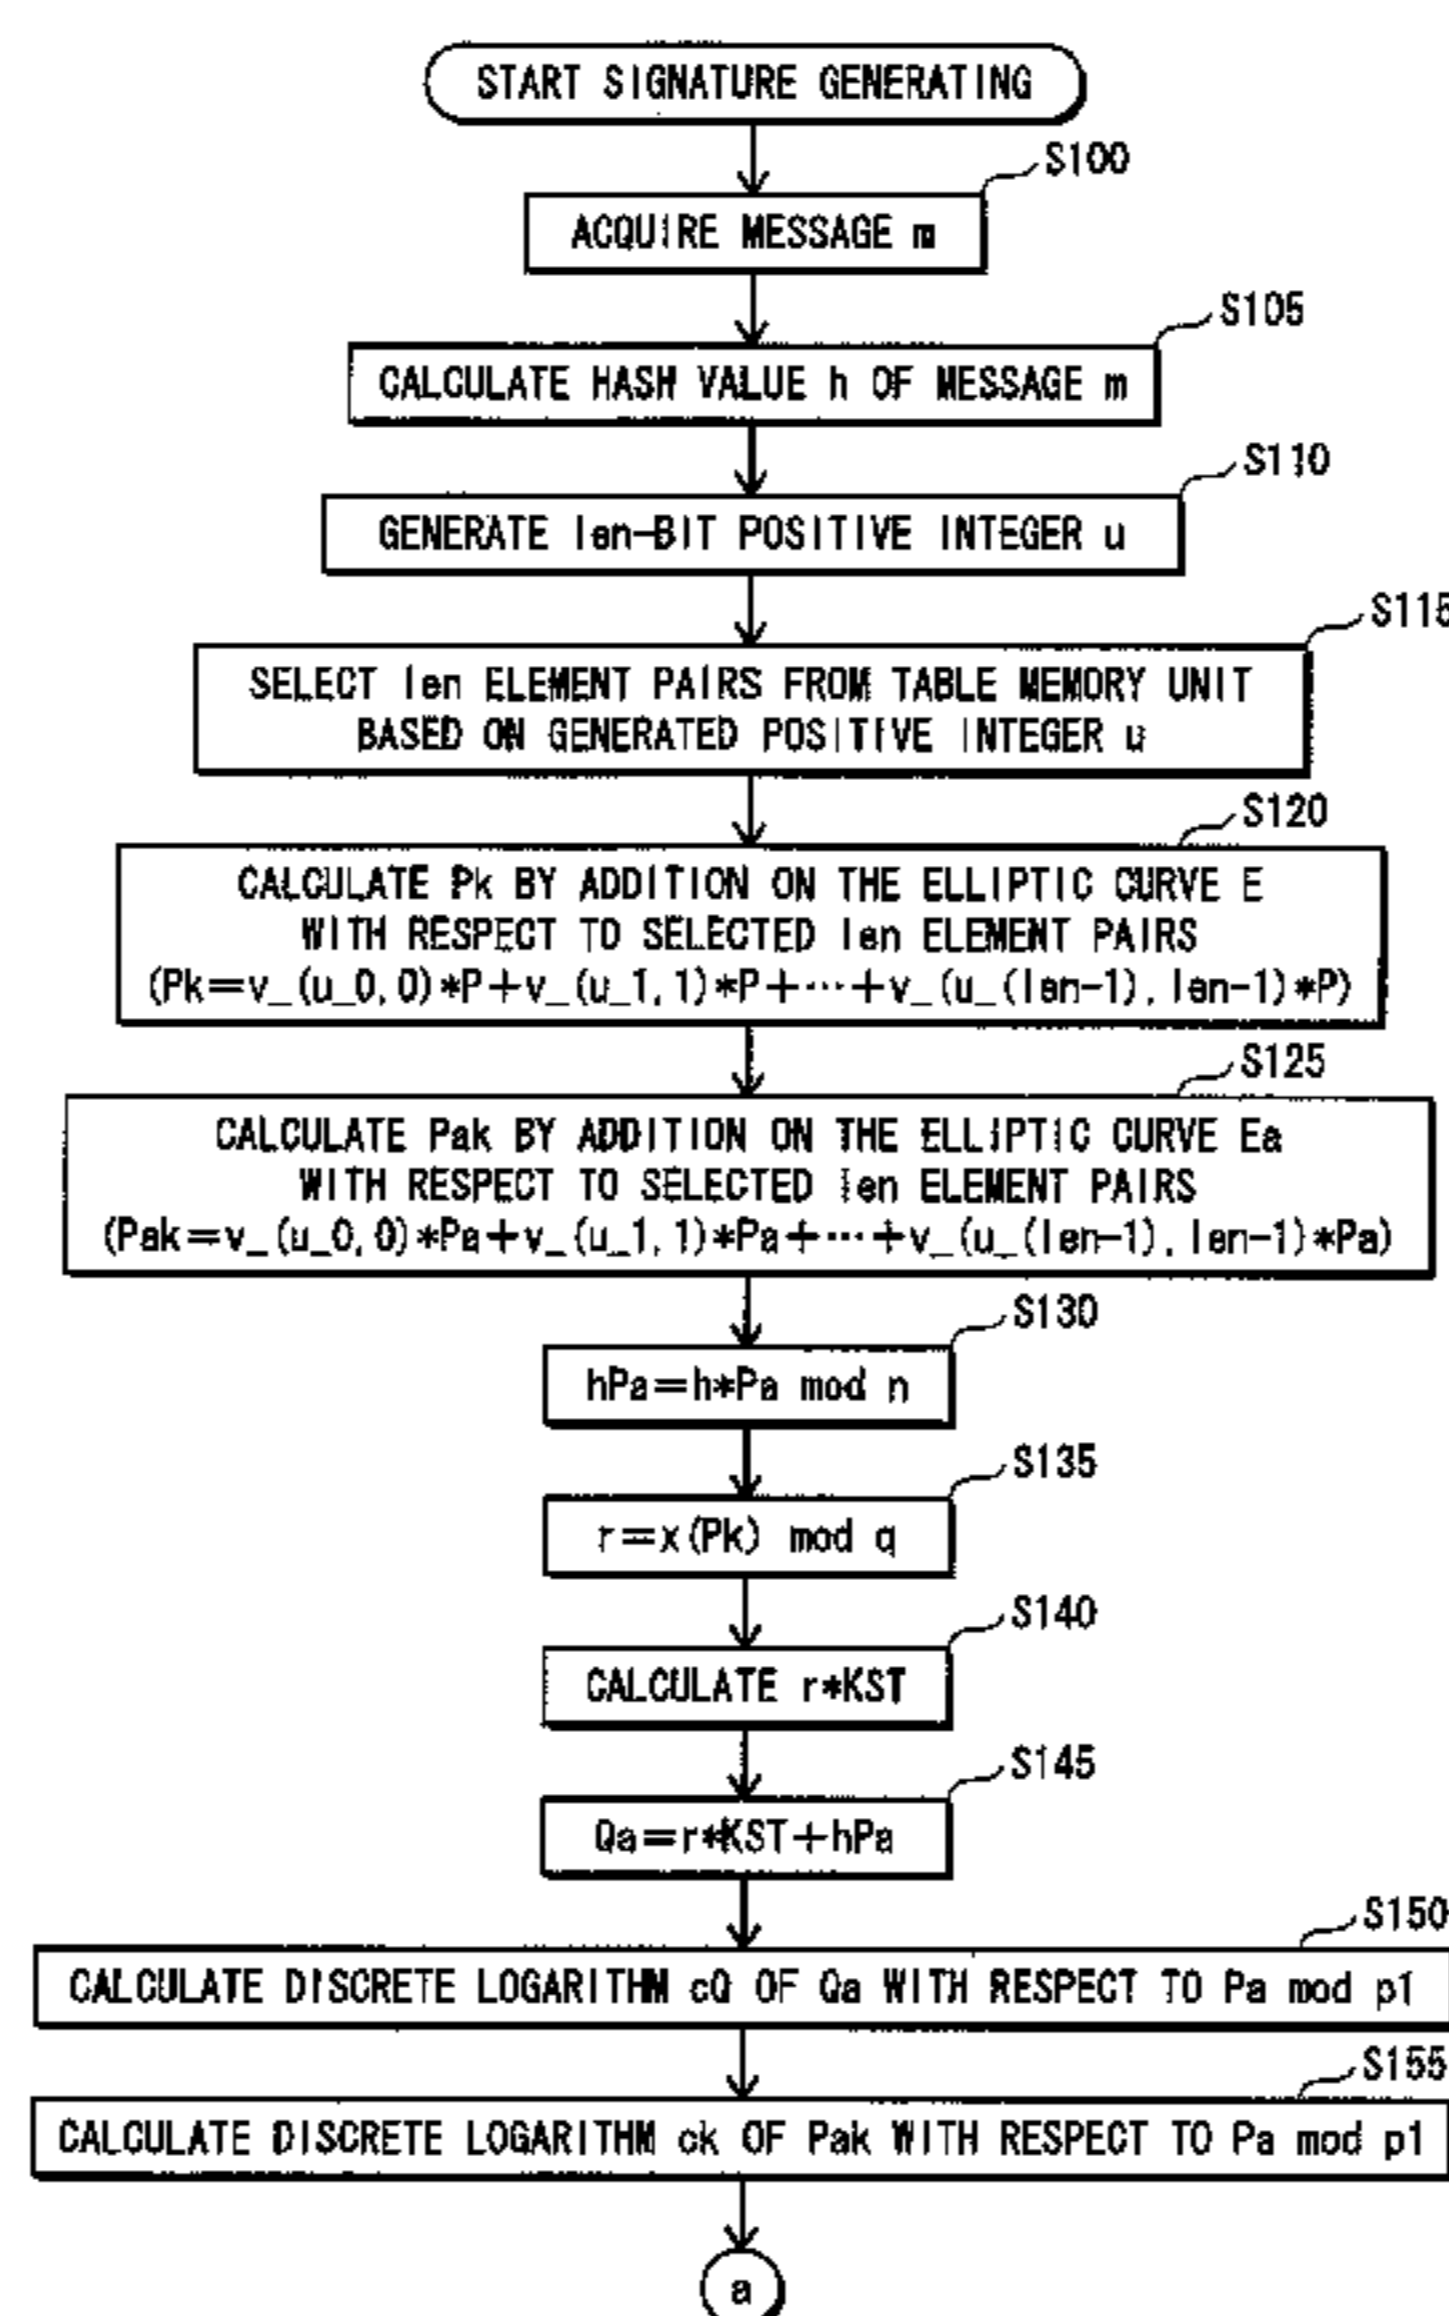 START SIGNATURE GENERATING
S100
ACQUIRE MESSAGE m
S105
CALCULATE HASH VALUE h OF MESSAGE m
S110
GENERATE len-BIT POSITIVE INTEGER u
S115
SELECT len ELEMENT PAIRS FROM TABLE MEMORY UNIT
BASED ON GENERATED POSITIVE INTEGER u
S120
CALCULATE Pk BY ADDITION ON THE ELLIPTIC CURVE E
WITH RESPECT TO SELECTED len ELEMENT PAIRS
(Pk=v_(u_0,0)*P+v_(u_1,1)*P+···+v_(u_(len-1),len-1)*P)
S125
CALCULATE Pak BY ADDITION ON THE ELLIPTIC CURVE Ea
WITH RESPECT TO SELECTED len ELEMENT PAIRS
(Pak=v_(u_0,0)*Pa+v_(u_1,1)*Pa+···+v_(u_(len-1),len-1)*Pa)
S130
hPa=h*Pa mod n
S135
r=x(Pk) mod q
S140
CALCULATE r*KST
S145
Qa=r*KST+hPa
S150
CALCULATE DISCRETE LOGARITHM cQ OF Qa WITH RESPECT TO Pa mod p1
S155
CALCULATE DISCRETE LOGARITHM ck OF Pak WITH RESPECT TO Pa mod p1
a